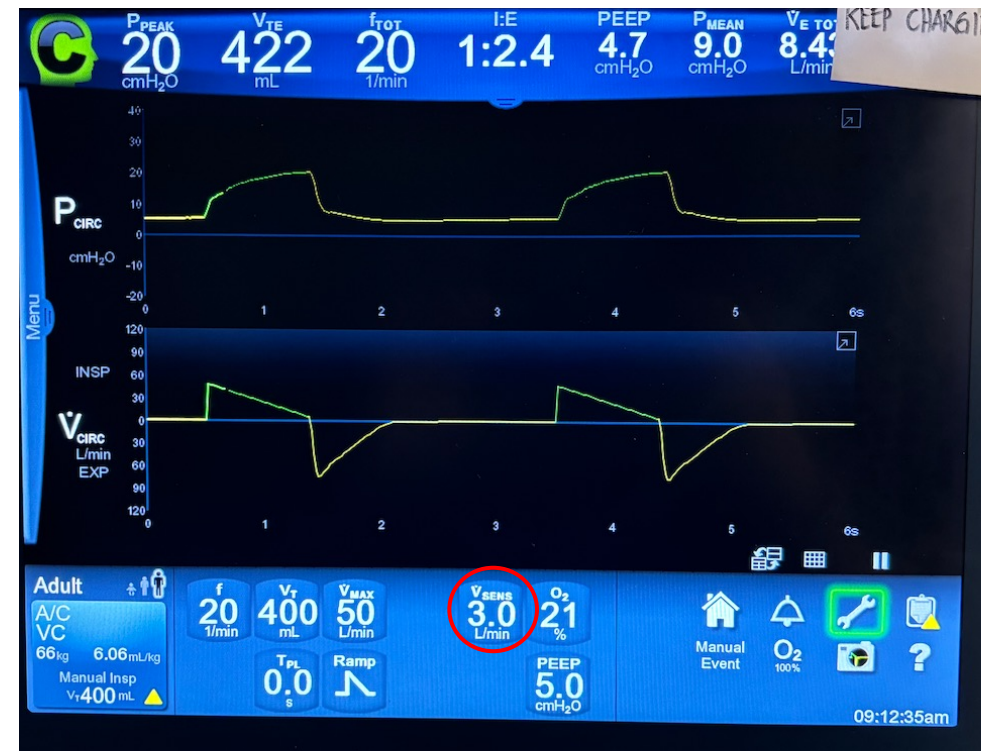 KEEP CHARGI
PPEAK VTE fTOT I:E PEEP PMEAN V̇E TO
20 422 20 1:2.4 4.7 9.0 8.4
cmH2O mL 1/min cmH2O cmH2O L/min
40
30
20
10
0
-10
-20
PCIRC
cmH2O
0 1 2 3 4 5 6s
Menu
120
90
60
30
0
30
60
90
120
INSP
V̇CIRC
L/min
EXP
0 1 2 3 4 5 6s
Adult
A/C
VC
66kg 6.06mL/kg
Manual Insp
VT400 mL
f VT V̇MAX V̇SENS O2
20 400 50 3.0 21
1/min mL L/min L/min %
TPL Ramp PEEP
0.0 5.0
s cmH2O
Manual
Event
O2
100%
?
09:12:35am